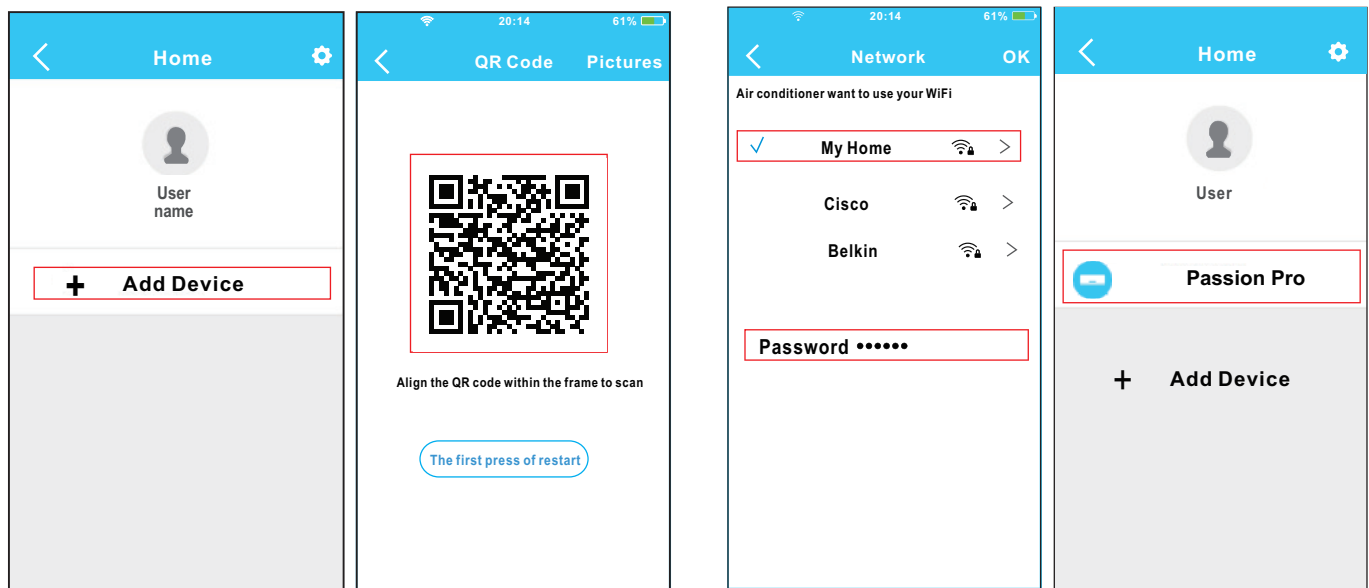 Home
User
name
+ Add Device
20:14 61%
QR Code Pictures
Align the QR code within the frame to scan
The first press of restart
20:14 61%
Network OK
Air conditioner want to use your WiFi
My Home
Cisco
Belkin
Password ••••••
Home
User
Passion Pro
+ Add Device